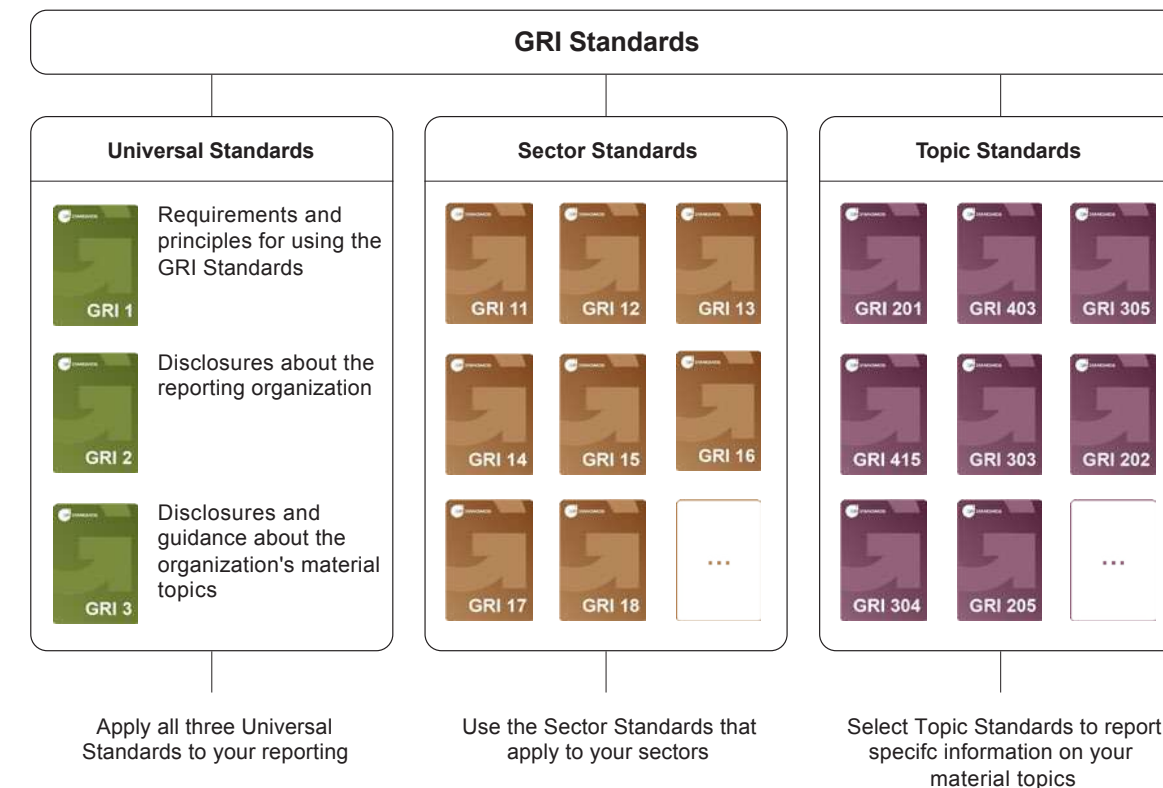 GRI Standards
Universal Standards
GRI 1
Requirements and
principles for using the
GRI Standards
GRI 2
Disclosures about the
reporting organization
GRI 3
Disclosures and
guidance about the
organization's material
topics
Apply all three Universal
Standards to your reporting
Sector Standards
GRI 11
GRI 12
GRI 13
GRI 14
GRI 15
GRI 16
GRI 17
GRI 18
...
Use the Sector Standards that
apply to your sectors
Topic Standards
GRI 201
GRI 403
GRI 305
GRI 415
GRI 303
GRI 202
GRI 304
GRI 205
...
Select Topic Standards to report
specifc information on your
material topics